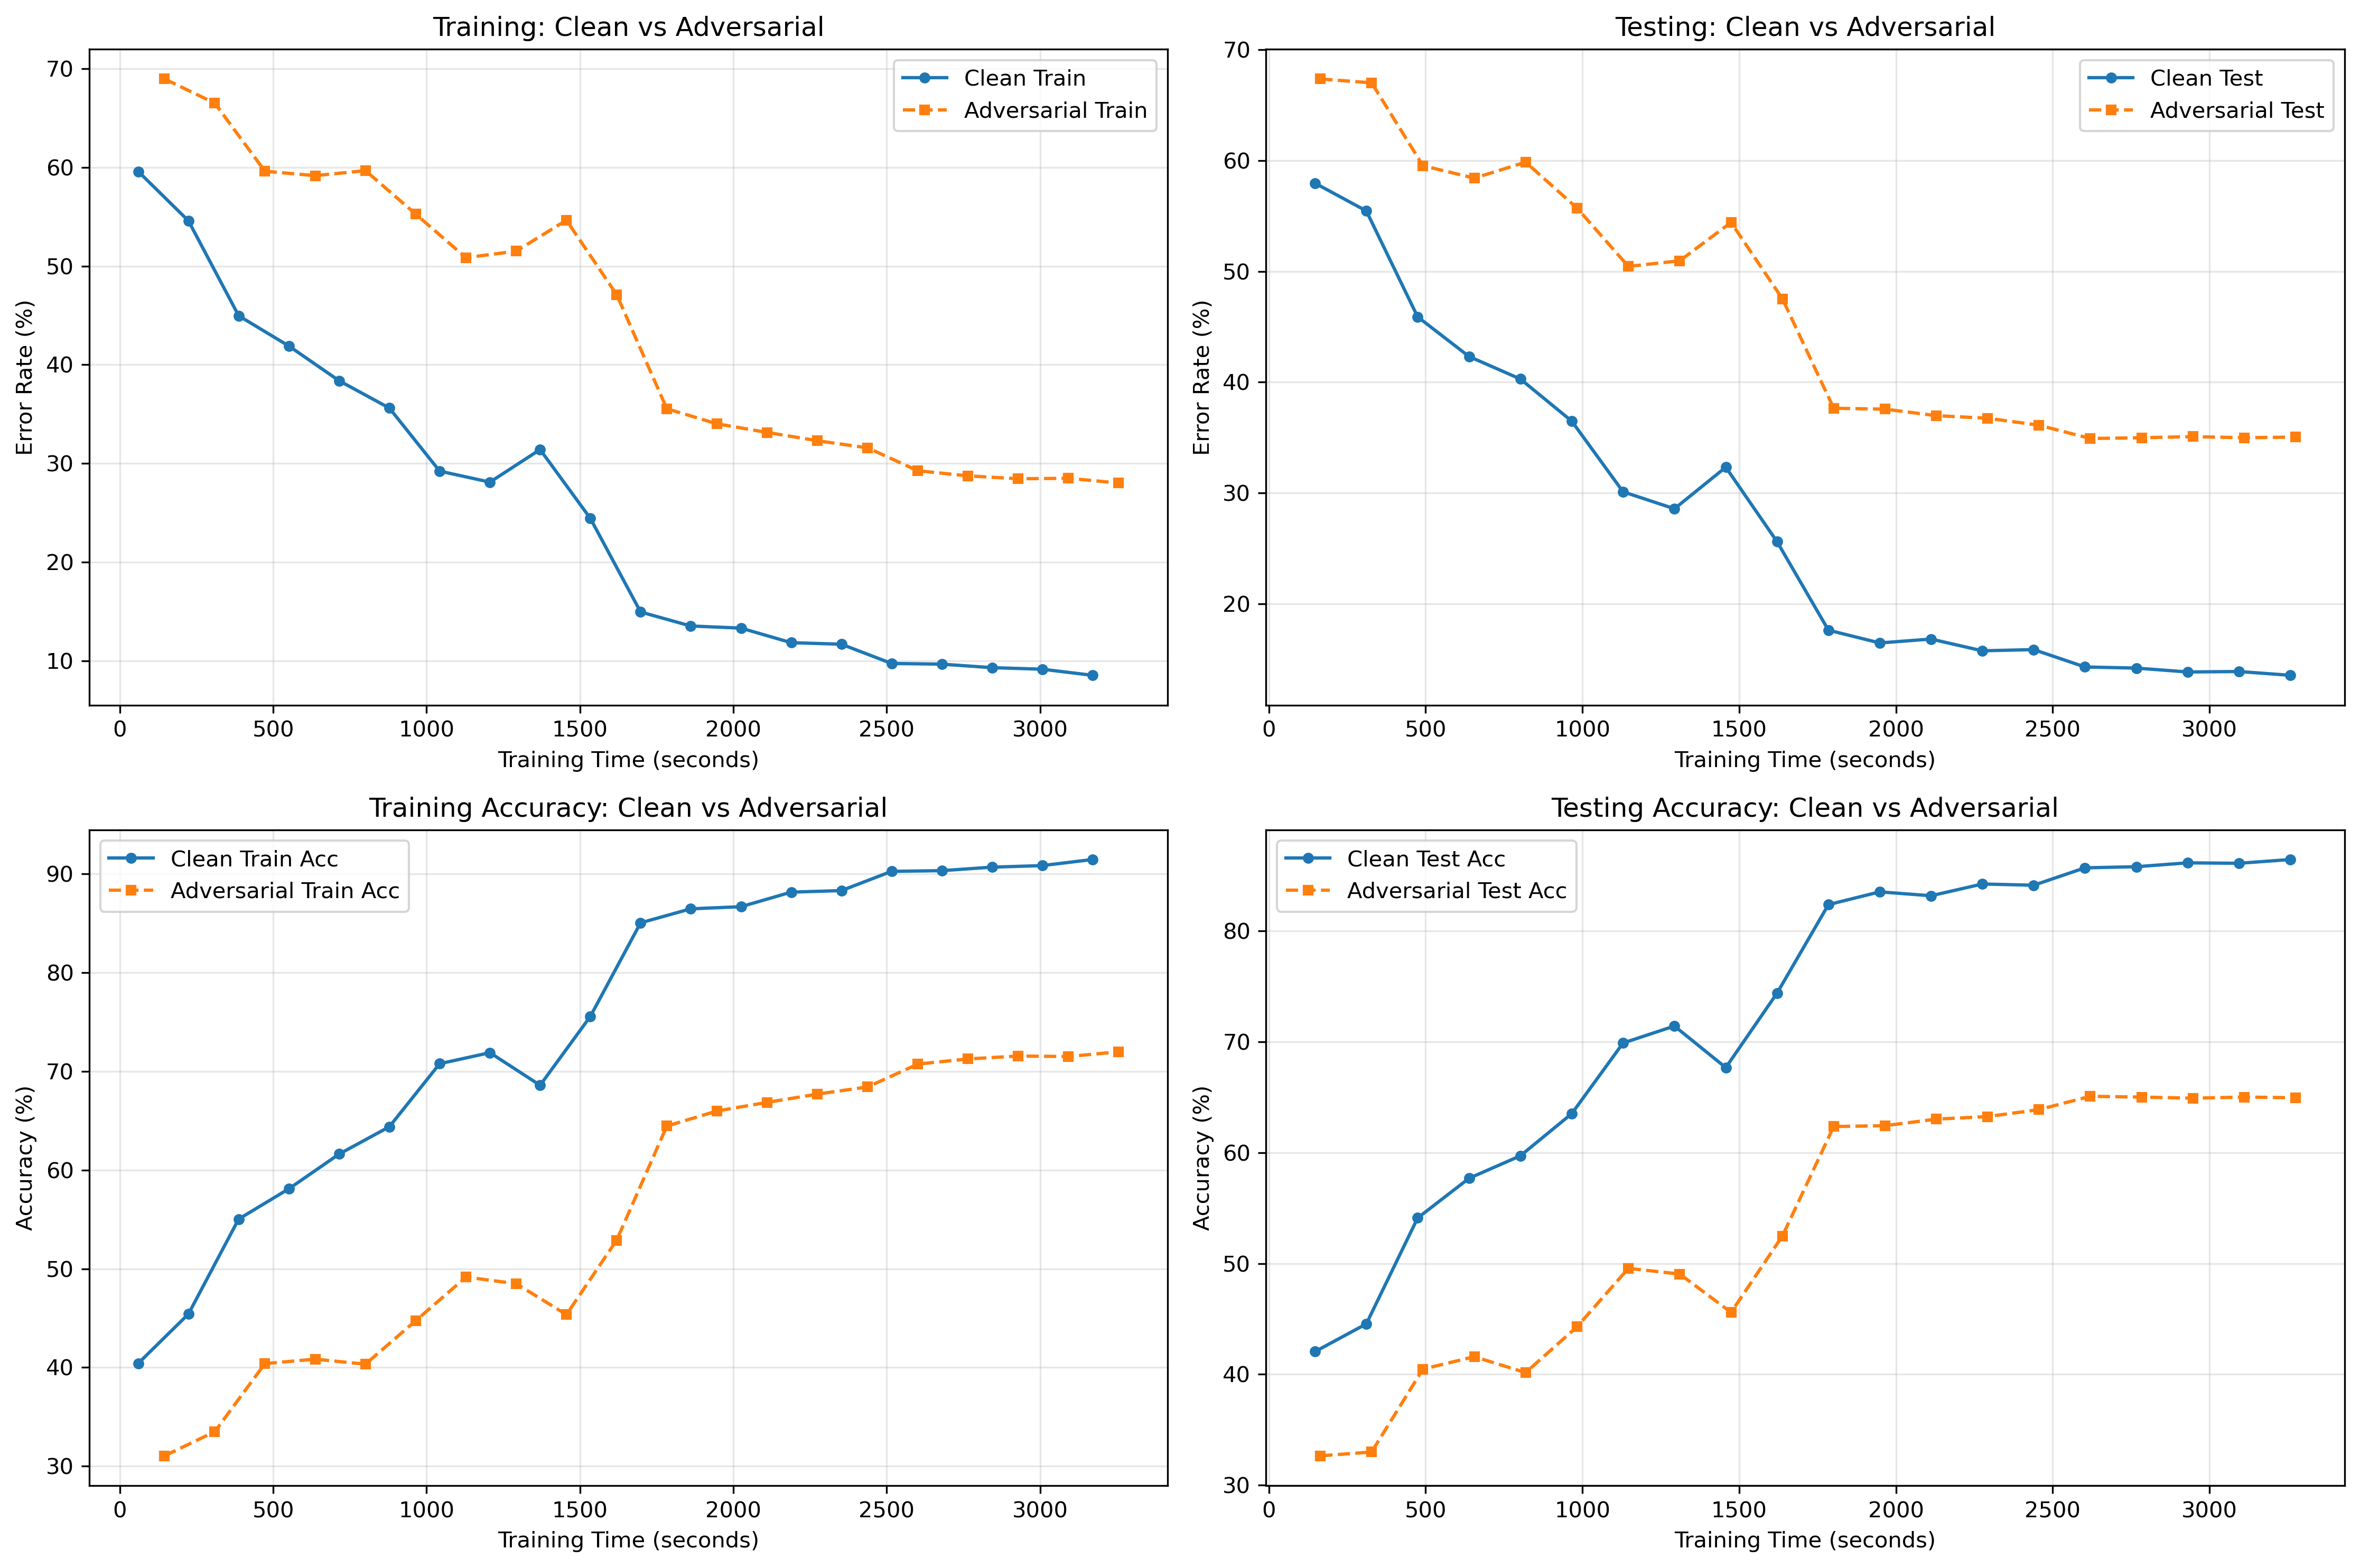 Training: Clean vs Adversarial
Error Rate (%)
70
60
50
40
30
20
10
Clean Train
Adversarial Train
0 500 1000 1500 2000 2500 3000
Training Time (seconds)
Testing: Clean vs Adversarial
Error Rate (%)
70
60
50
40
30
20
Clean Test
Adversarial Test
0 500 1000 1500 2000 2500 3000
Training Time (seconds)
Training Accuracy: Clean vs Adversarial
Accuracy (%)
90
80
70
60
50
40
30
Clean Train Acc
Adversarial Train Acc
0 500 1000 1500 2000 2500 3000
Training Time (seconds)
Testing Accuracy: Clean vs Adversarial
Accuracy (%)
80
70
60
50
40
30
Clean Test Acc
Adversarial Test Acc
0 500 1000 1500 2000 2500 3000
Training Time (seconds)